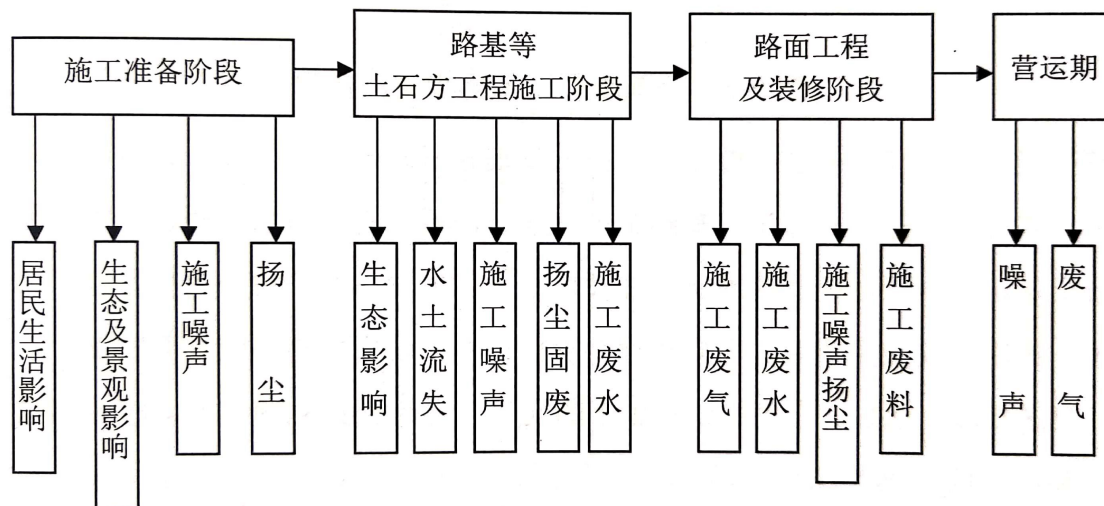 施工准备阶段
路基等
土石方工程施工阶段
路面工程
及装修阶段
营运期
居民生活影响
生态及景观影响
施工噪声
扬尘
生态影响
水土流失
施工噪声
扬尘固废
施工废水
施工废气
施工废水
施工噪声扬尘
施工废料
噪声
废气